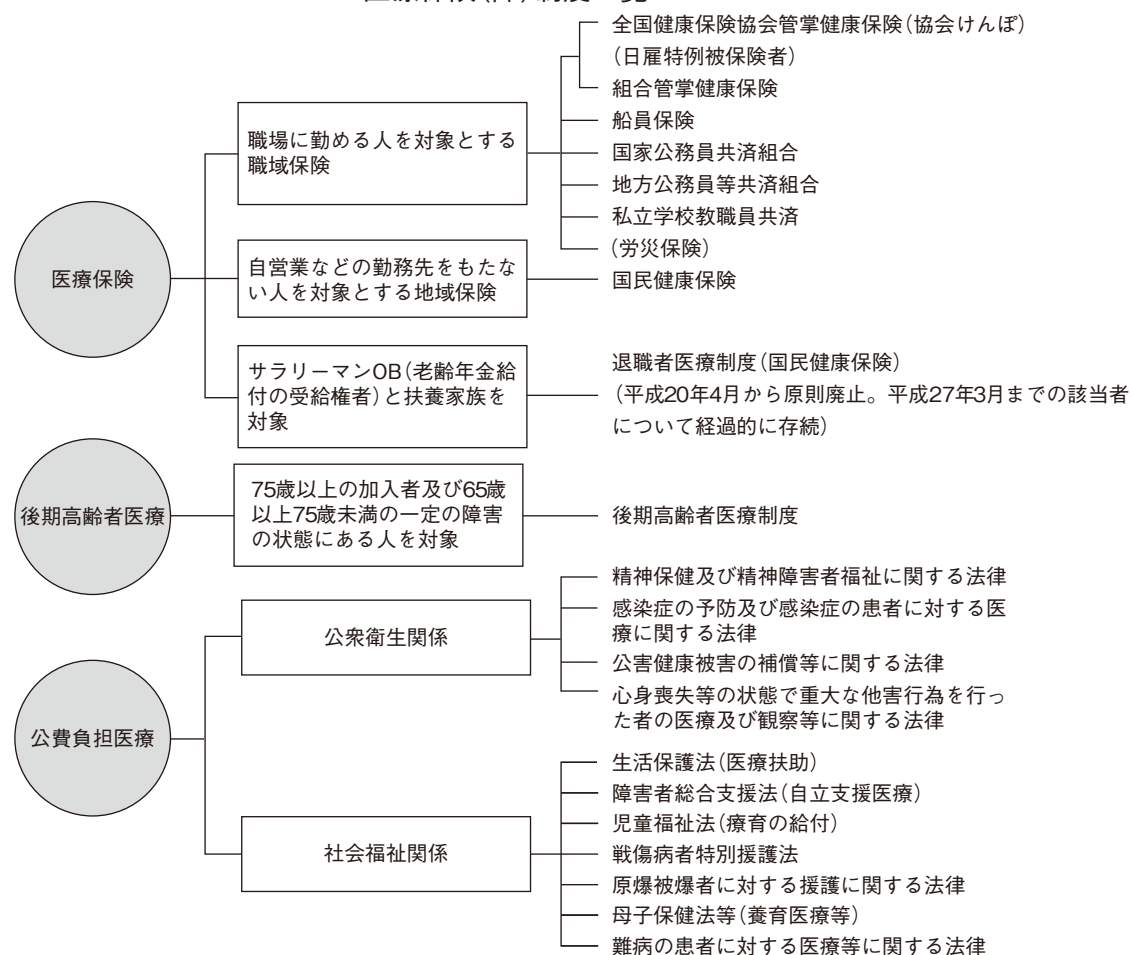 全国健康保険協会管掌健康保険(協会けんぽ)
(日雇特例被保険者)
組合管掌健康保険
職場に勤める人を対象とする
職域保険
船員保険
国家公務員共済組合
地方公務員等共済組合
私立学校教職員共済
(労災保険)
医療保険
自営業などの勤務先をもたな
い人を対象とする地域保険
国民健康保険
サラリーマンOB(老齢年金給
付の受給権者)と扶養家族を
対象
退職者医療制度(国民健康保険)
(平成20年4月から原則廃止。平成27年3月までの該当者
について経過的に存続)
後期高齢者医療
75歳以上の加入者及び65歳
以上75歳未満の一定の障害
の状態にある人を対象
後期高齢者医療制度
公費負担医療
公衆衛生関係
精神保健及び精神障害者福祉に関する法律
感染症の予防及び感染症の患者に対する医
療に関する法律
公害健康被害の補償等に関する法律
心身喪失等の状態で重大な他害行為を行っ
た者の医療及び観察等に関する法律
社会福祉関係
生活保護法(医療扶助)
障害者総合支援法(自立支援医療)
児童福祉法(療育の給付)
戦傷病者特別援護法
原爆被爆者に対する援護に関する法律
母子保健法等(養育医療等)
難病の患者に対する医療等に関する法律